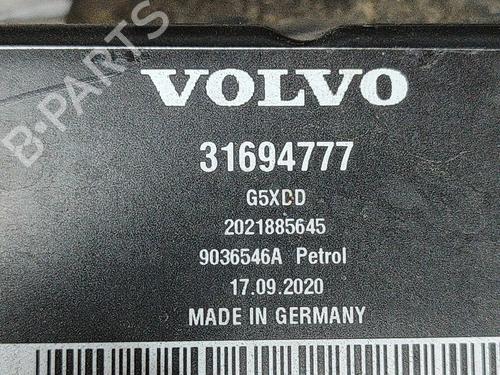 B-PARTS
VOLVO
31694777
G5XDD
2021885645
9036546A Petrol
17.09.2020
MADE IN GERMANY